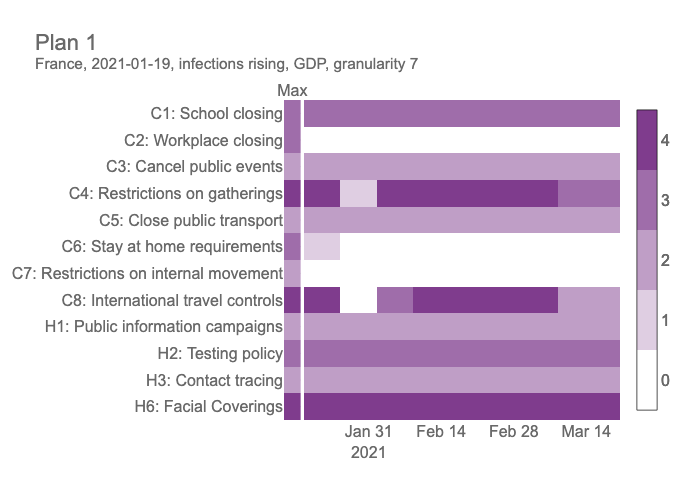 Plan 1
France, 2021-01-19, infections rising, GDP, granularity 7
Max
C1: School closing
C2: Workplace closing
C3: Cancel public events
C4: Restrictions on gatherings
C5: Close public transport
C6: Stay at home requirements
C7: Restrictions on internal movement
C8: International travel controls
H1: Public information campaigns
H2: Testing policy
H3: Contact tracing
H6: Facial Coverings
Jan 31 Feb 14 Feb 28 Mar 14
2021
4
3
2
1
0